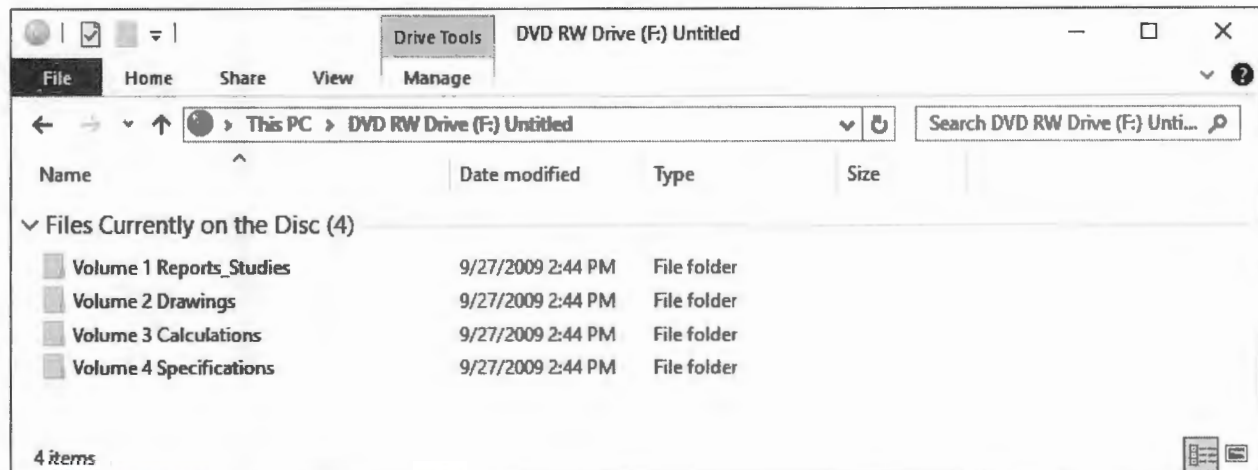 Drive Tools DVD RW Drive (F:) Untitled
File Home Share View Manage
This PC > DVD RW Drive (F:) Untitled Search DVD RW Drive (F:) Unti...
Name Date modified Type Size
Files Currently on the Disc (4)
Volume 1 Reports_Studies 9/27/2009 2:44 PM File folder
Volume 2 Drawings 9/27/2009 2:44 PM File folder
Volume 3 Calculations 9/27/2009 2:44 PM File folder
Volume 4 Specifications 9/27/2009 2:44 PM File folder
4 items